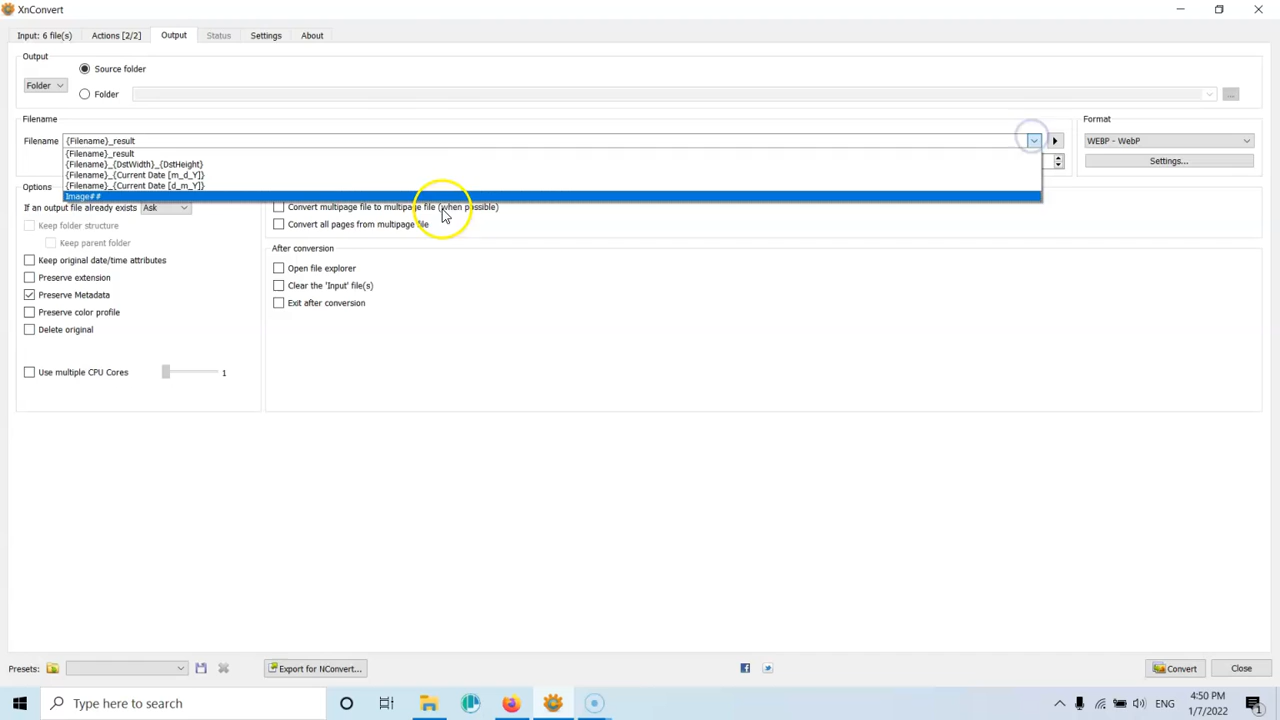 XnConvert
Input: 6 file(s) Actions [2/2] Output Status Settings About
Output
Folder Source folder
Folder ...
Filename Format
Filename {Filename}_result WEBP - WebP
{Filename}_result
{Filename}_{DstWidth}_{DstHeight} Settings...
{Filename}_{Current Date [m_d_Y]}
{Filename}_{Current Date [d_m_Y]}
Image##
Options
If an output file already exists Ask
Convert multipage file to multipage file (when possible)
Keep folder structure Convert all pages from multipage file
Keep parent folder
After conversion
Keep original date/time attributes Open file explorer
Preserve extension Clear the 'Input' file(s)
Preserve Metadata Exit after conversion
Preserve color profile
Delete original
Use multiple CPU Cores 1
Presets: Export for NConvert... Convert Close
Type here to search ENG 4:50 PM
1/7/2022 1